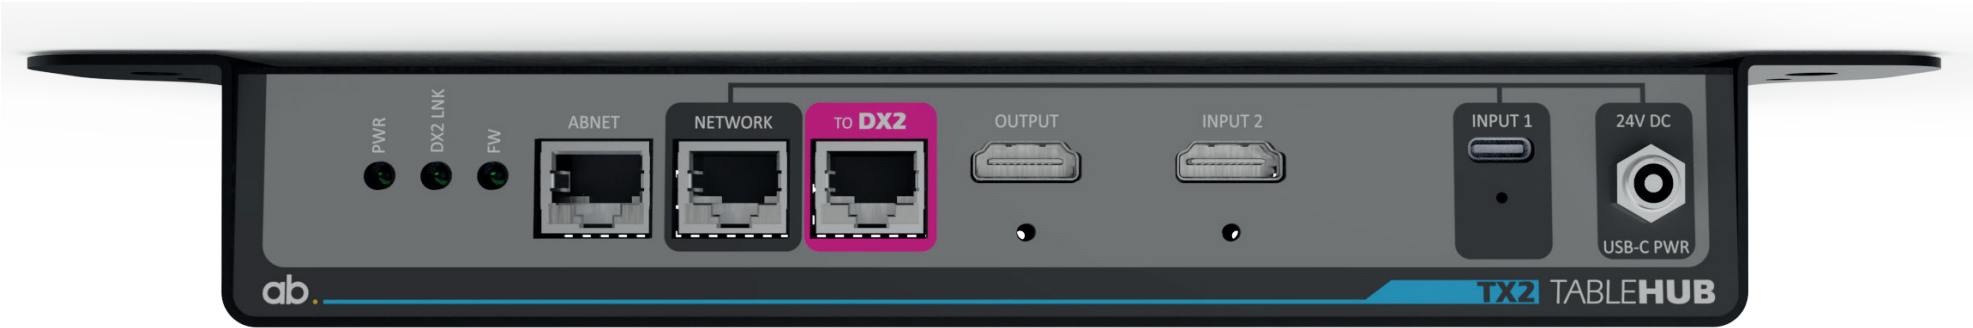 PWR
DX2 LNK
FW
ABNET
NETWORK
TO DX2
OUTPUT
INPUT 2
INPUT 1
24V DC
USB-C PWR
ab.
TX2 TABLEHUB